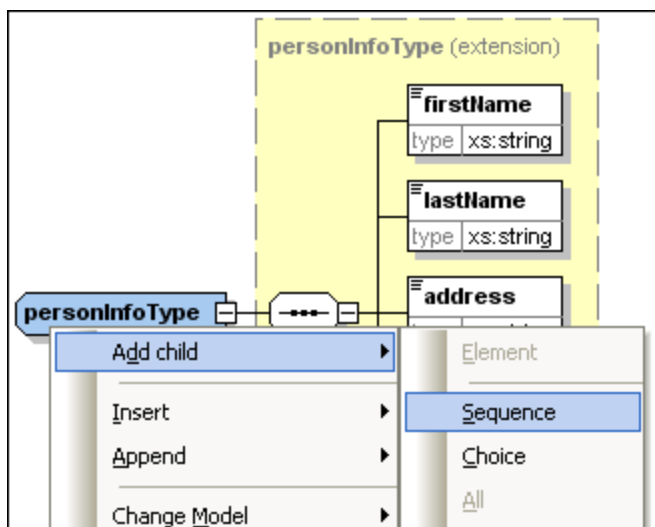 personInfoType (extension)
firstName
type xs:string
lastName
type xs:string
address
personInfoType
Add child
Element
Insert
Sequence
Append
Choice
All
Change Model